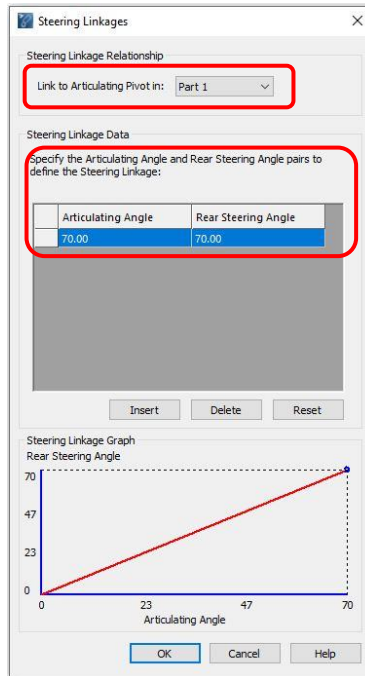 Steering Linkages
Steering Linkage Relationship
Link to Articulating Pivot in: Part 1
Steering Linkage Data
Specify the Articulating Angle and Rear Steering Angle pairs to
define the Steering Linkage:
Articulating Angle Rear Steering Angle
70.00 70.00
Insert Delete Reset
Steering Linkage Graph
Rear Steering Angle
70
47
23
0
0 23 47 70
Articulating Angle
OK Cancel Help